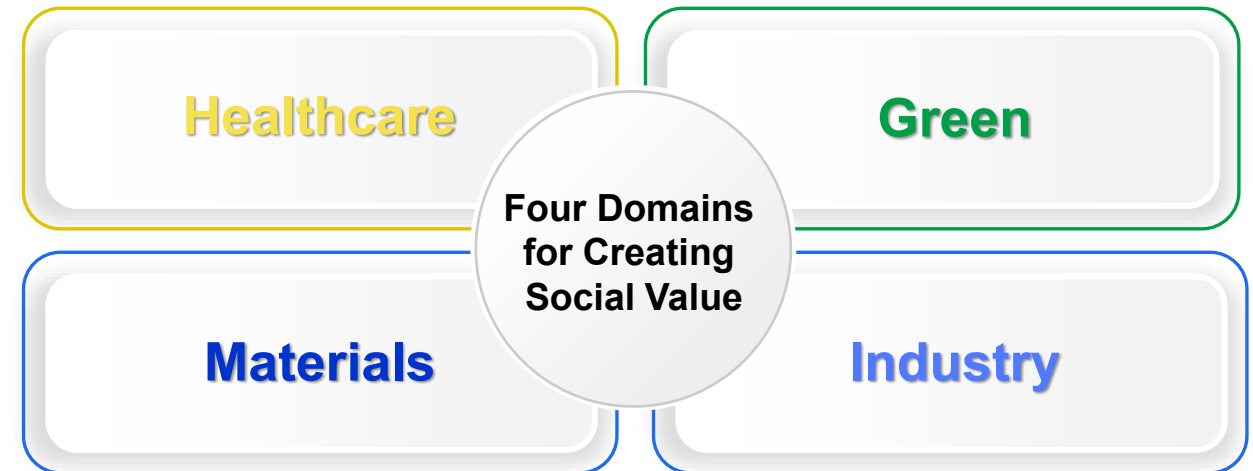 Healthcare
Green
Four Domains
for Creating
Social Value
Materials
Industry